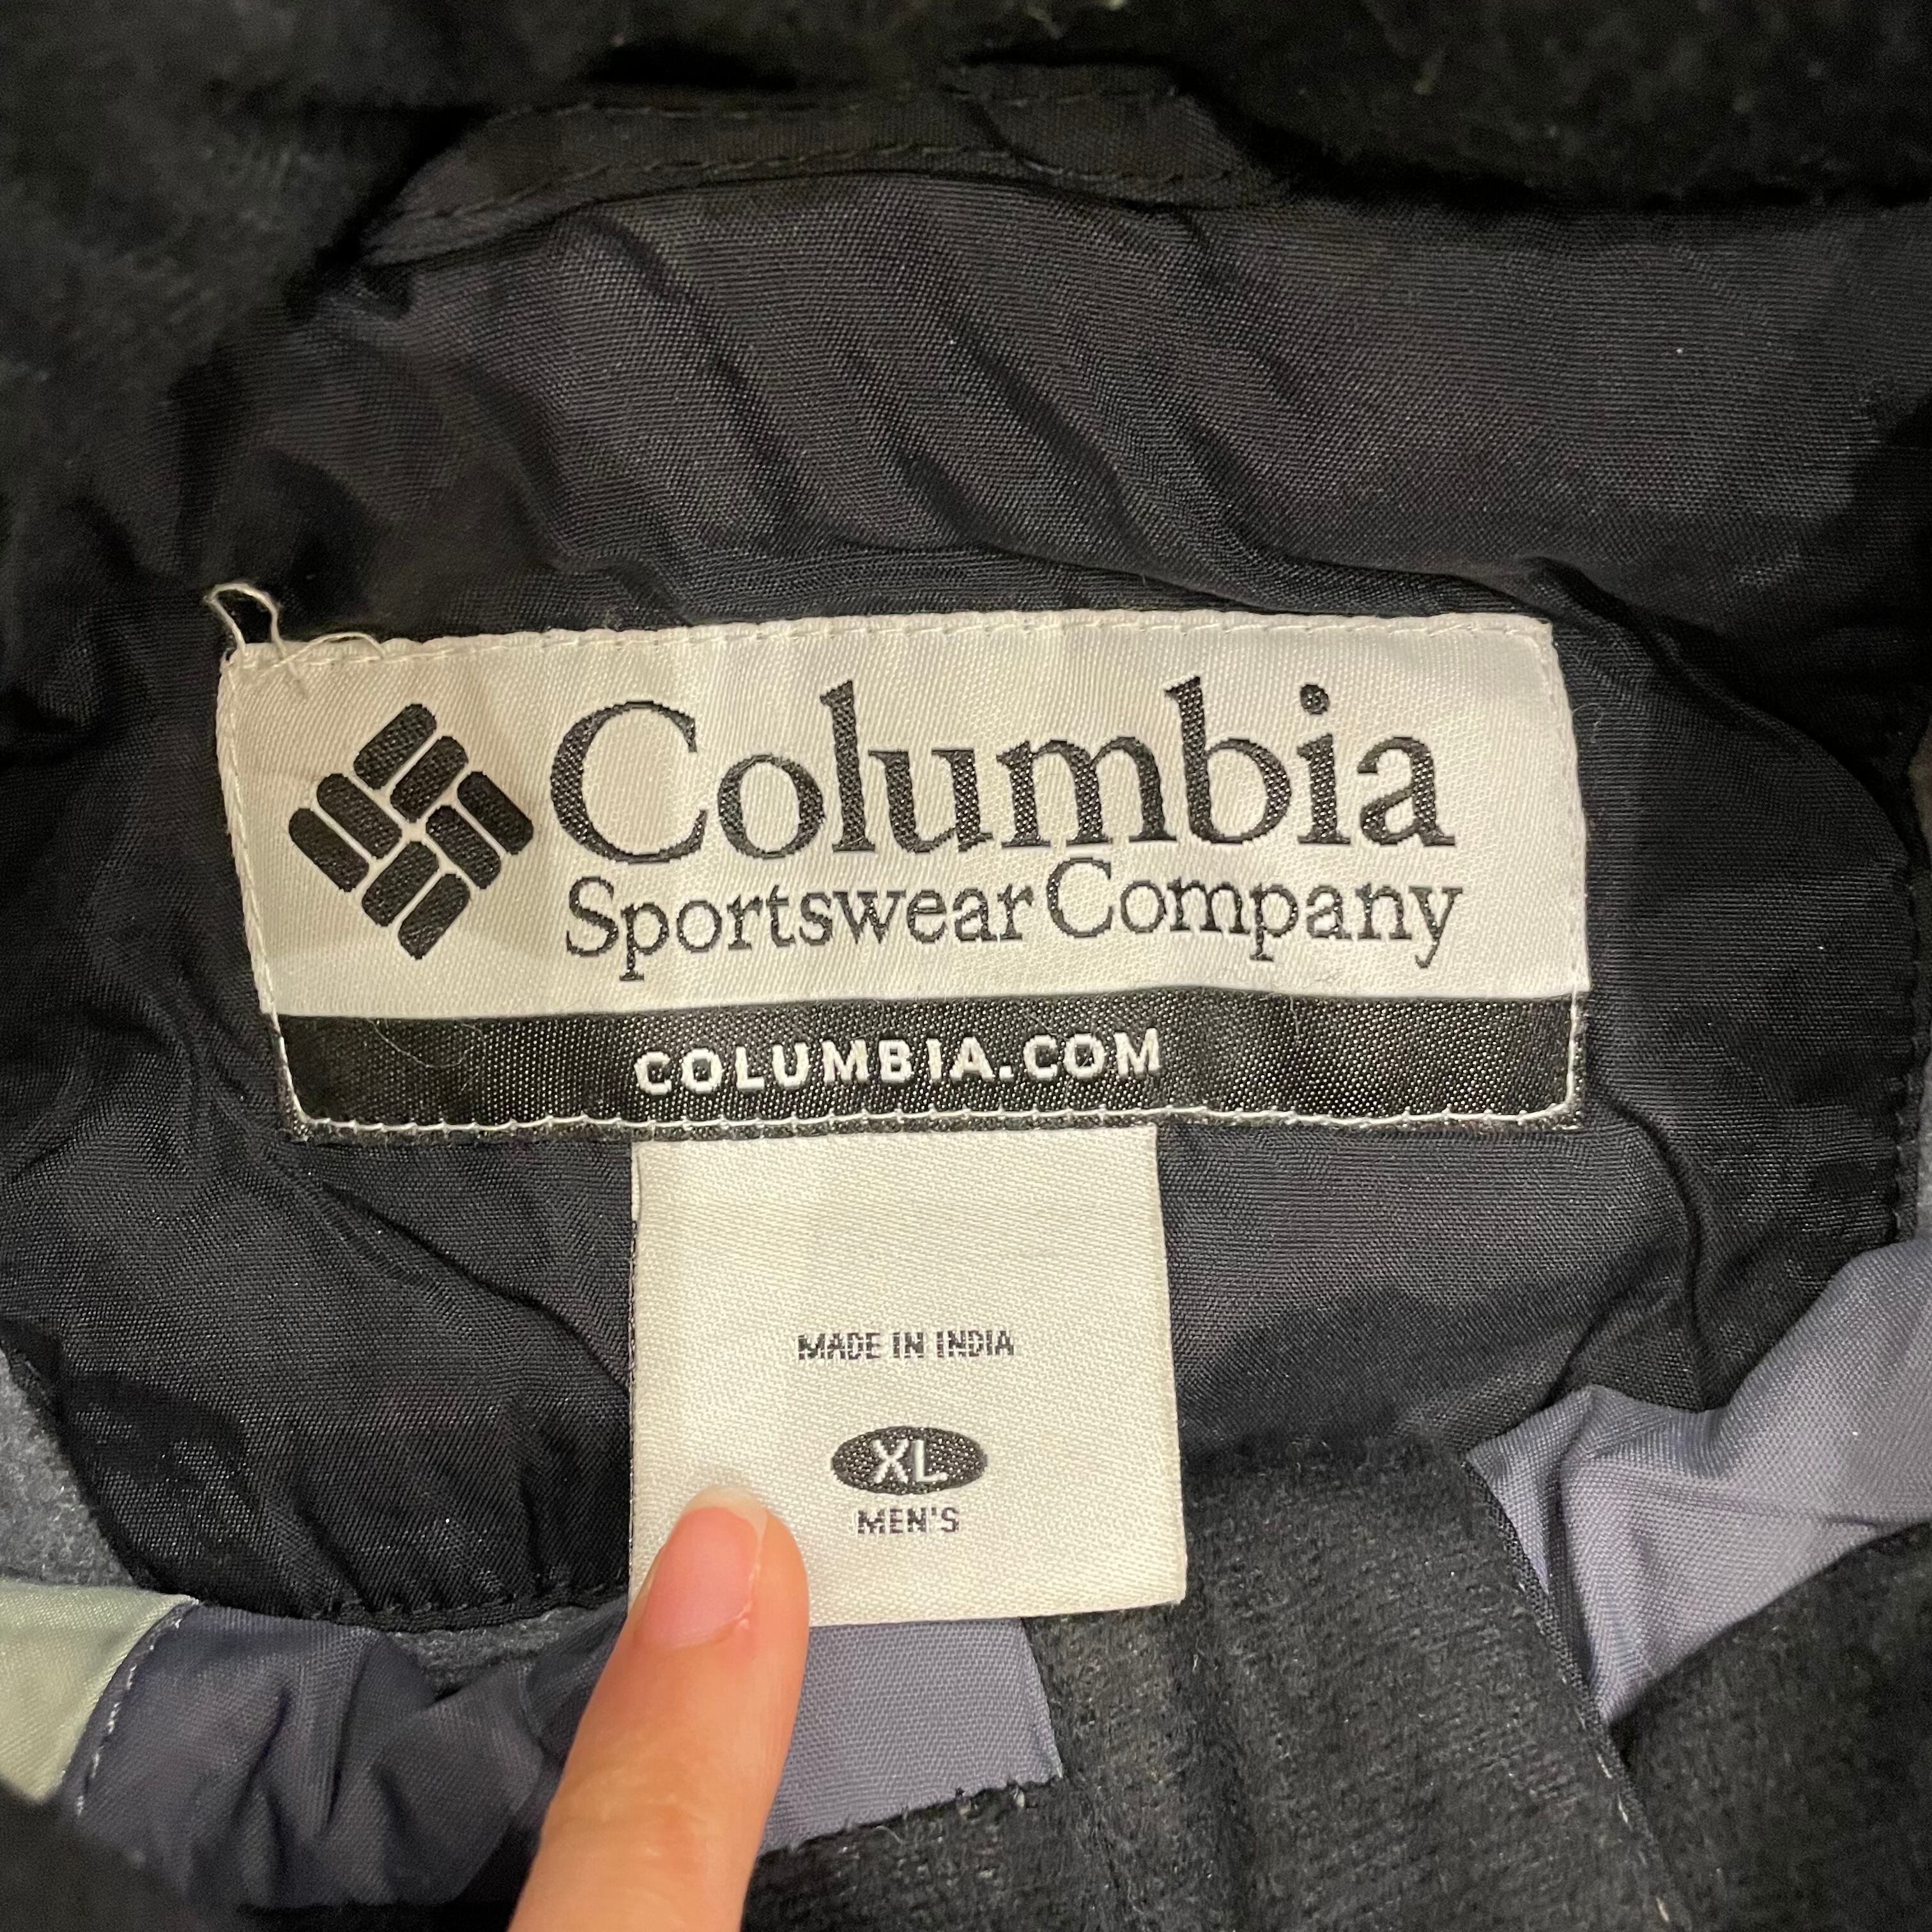 Columbia
Sportswear Company
COLUMBIA.COM
MADE IN INDIA
XL
MEN'S